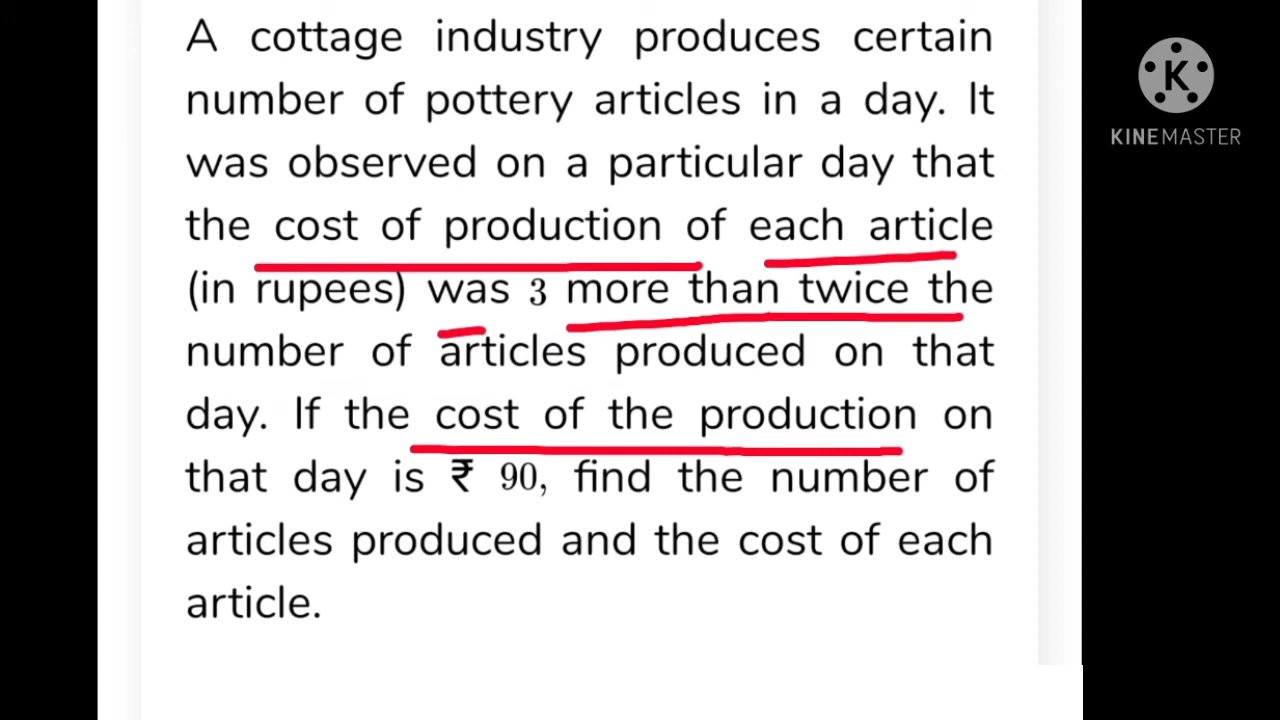 A cottage industry produces certain
number of pottery articles in a day. It
was observed on a particular day that
the cost of production of each article
(in rupees) was 3 more than twice the
number of articles produced on that
day. If the cost of the production on
that day is ₹ 90, find the number of
articles produced and the cost of each
article.
K
KINEMASTER